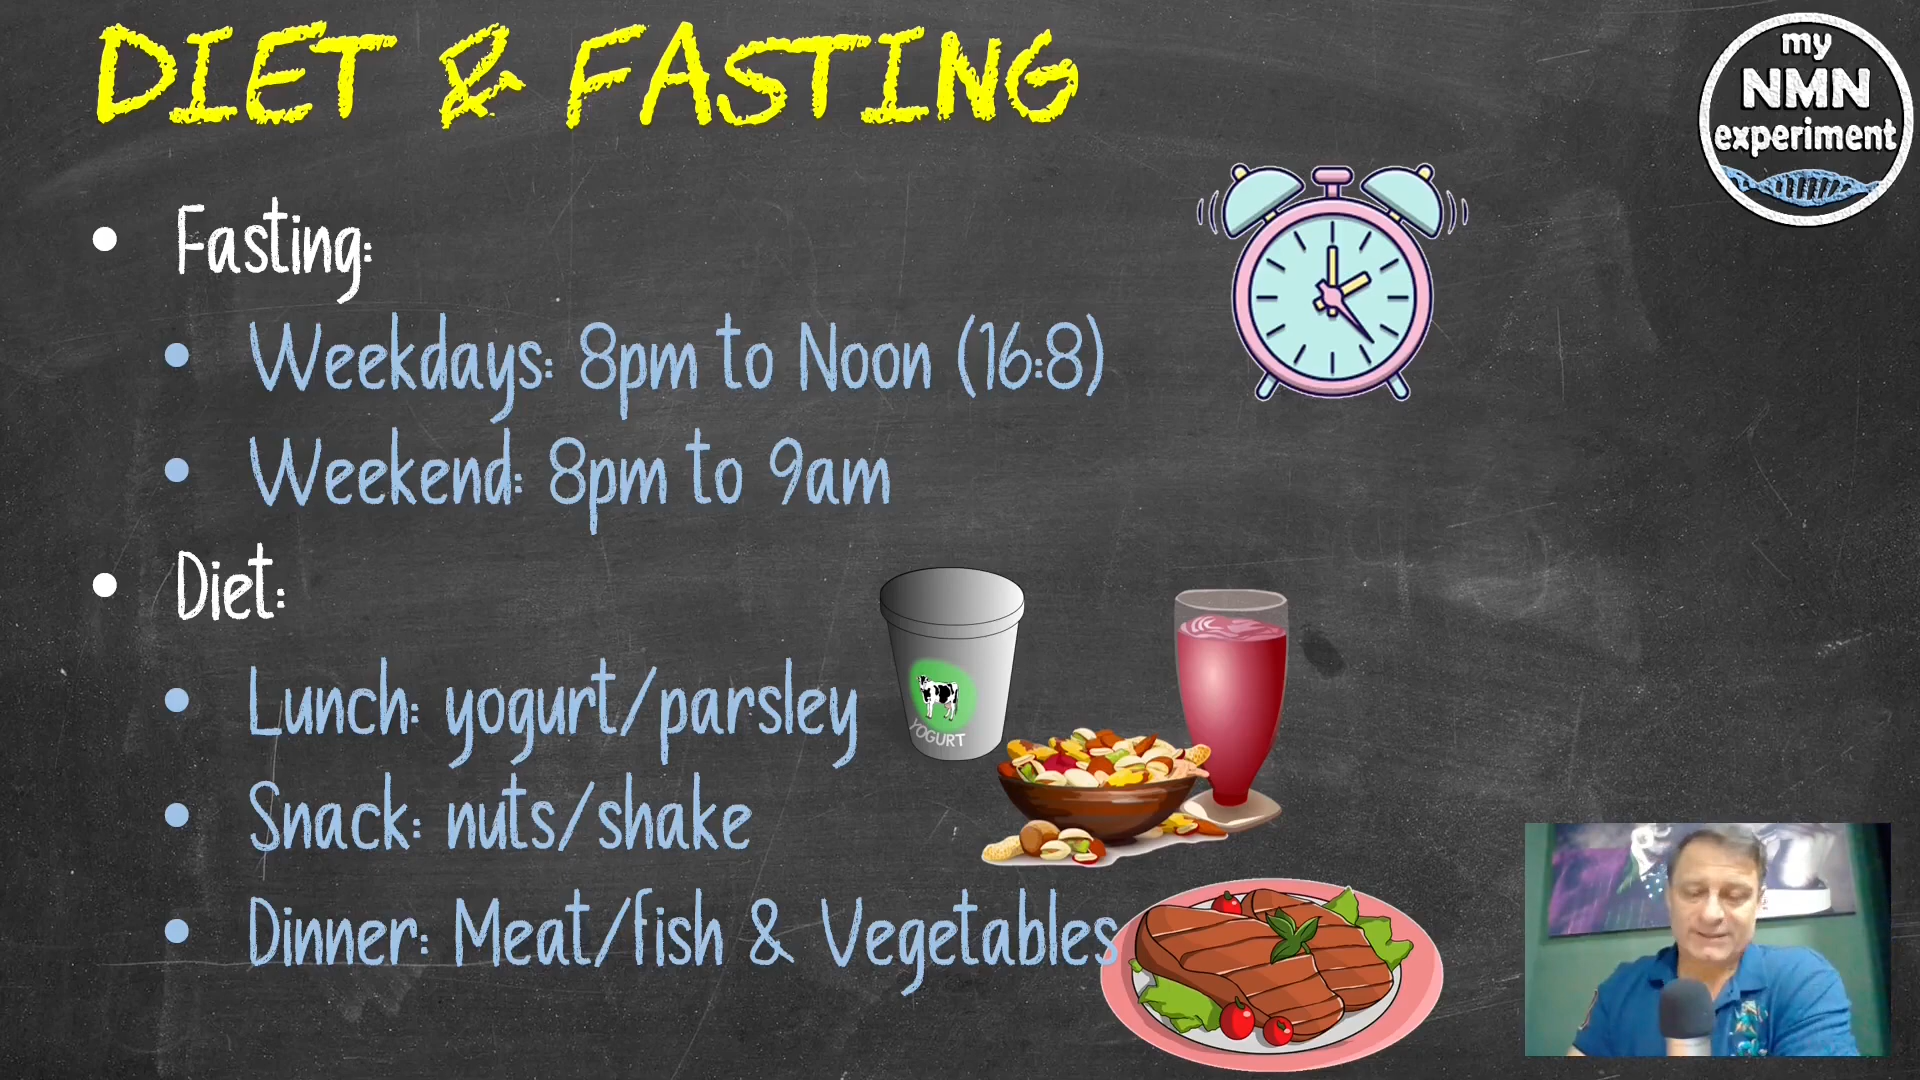 DIET & FASTING
my
NMN
experiment
• Fasting:
• Weekdays: 8pm to Noon (16:8)
• Weekend: 8pm to 9am
• Diet:
• Lunch: yogurt/parsley
YOGURT
• Snack: nuts/shake
• Dinner: Meat/fish & Vegetables